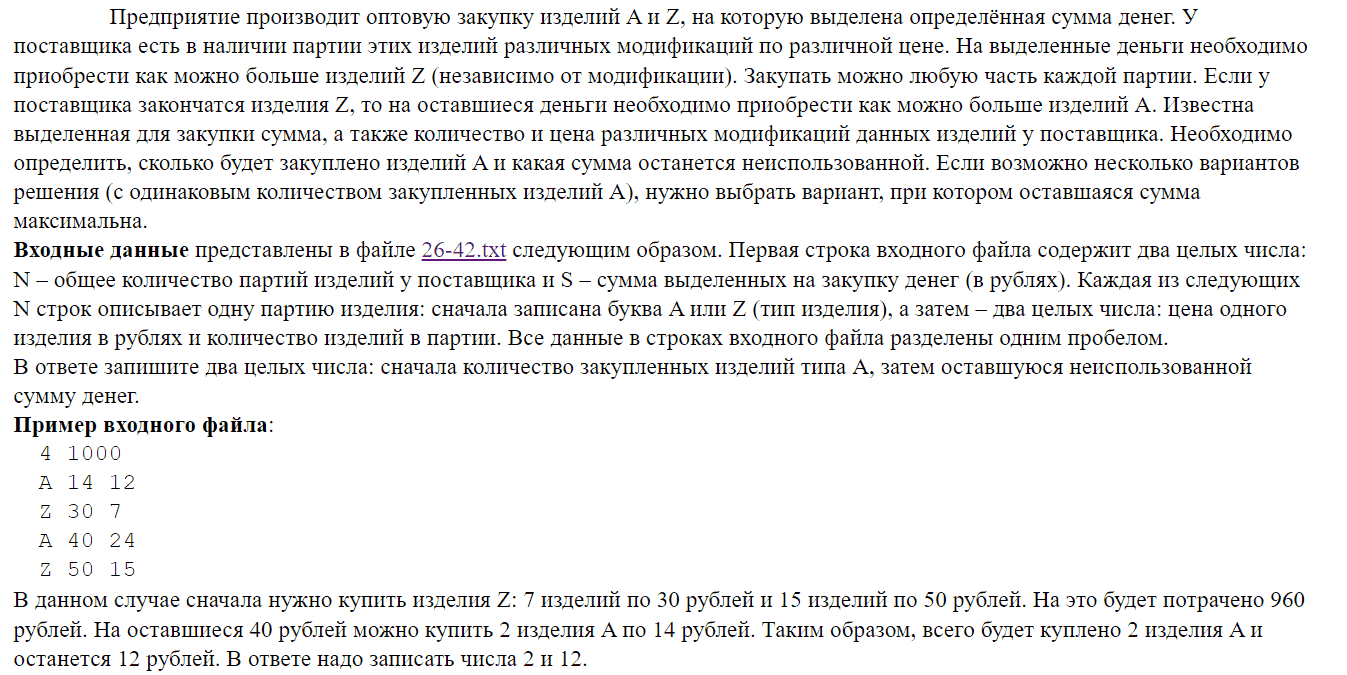 Предприятие производит оптовую закупку изделий A и Z, на которую выделена определённая сумма денег. У
поставщика есть в наличии партии этих изделий различных модификаций по различной цене. На выделенные деньги необходимо
приобрести как можно больше изделий Z (независимо от модификации). Закупать можно любую часть каждой партии. Если у
поставщика закончатся изделия Z, то на оставшиеся деньги необходимо приобрести как можно больше изделий A. Известна
выделенная для закупки сумма, а также количество и цена различных модификаций данных изделий у поставщика. Необходимо
определить, сколько будет закуплено изделий A и какая сумма останется неиспользованной. Если возможно несколько вариантов
решения (с одинаковым количеством закупленных изделий A), нужно выбрать вариант, при котором оставшаяся сумма
максимальна.
Входные данные представлены в файле 26-42.txt следующим образом. Первая строка входного файла содержит два целых числа:
N – общее количество партий изделий у поставщика и S – сумма выделенных на закупку денег (в рублях). Каждая из следующих
N строк описывает одну партию изделия: сначала записана буква A или Z (тип изделия), а затем – два целых числа: цена одного
изделия в рублях и количество изделий в партии. Все данные в строках входного файла разделены одним пробелом.
В ответе запишите два целых числа: сначала количество закупленных изделий типа A, затем оставшуюся неиспользованной
сумму денег.
Пример входного файла:
4 1000
A 14 12
Z 30 7
A 40 24
Z 50 15
В данном случае сначала нужно купить изделия Z: 7 изделий по 30 рублей и 15 изделий по 50 рублей. На это будет потрачено 960
рублей. На оставшиеся 40 рублей можно купить 2 изделия A по 14 рублей. Таким образом, всего будет куплено 2 изделия A и
останется 12 рублей. В ответе надо записать числа 2 и 12.